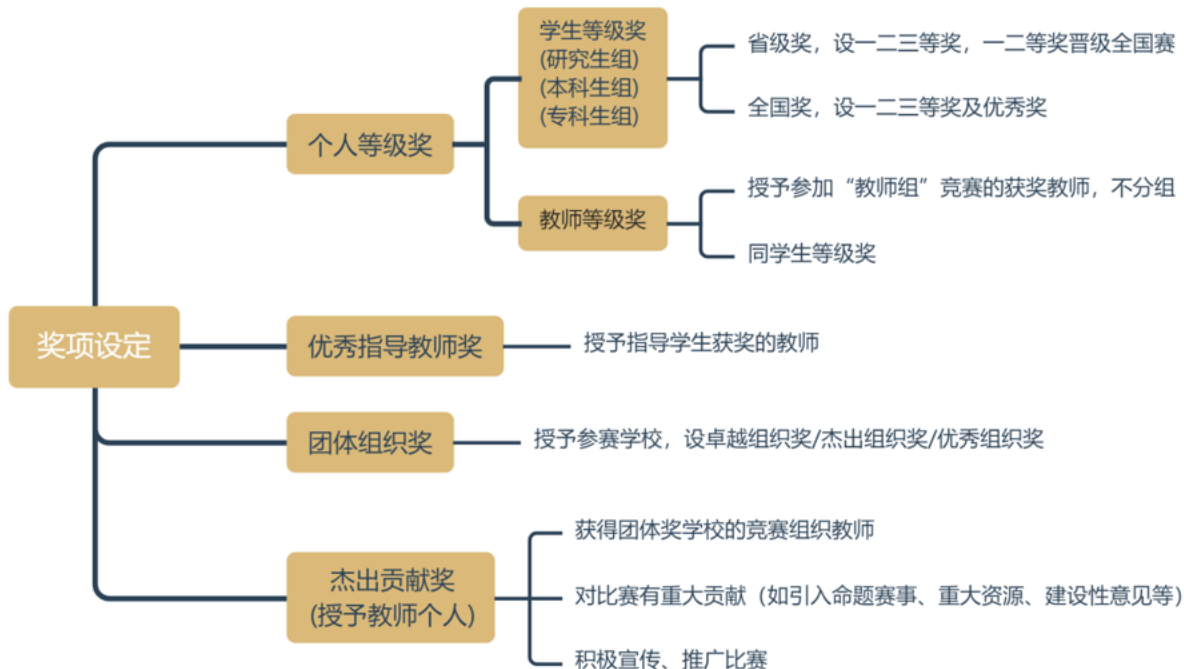 奖项设定
个人等级奖
学生等级奖
(研究生组)
(本科生组)
(专科生组)
省级奖，设一二三等奖，一二等奖晋级全国赛
全国奖，设一二三等奖及优秀奖
教师等级奖
授予参加“教师组”竞赛的获奖教师，不分组
同学生等级奖
优秀指导教师奖
授予指导学生获奖的教师
团体组织奖
授予参赛学校，设卓越组织奖/杰出组织奖/优秀组织奖
杰出贡献奖
(授予教师个人)
获得团体奖学校的竞赛组织教师
对比赛有重大贡献（如引入命题赛事、重大资源、建设性意见等）
积极宣传、推广比赛